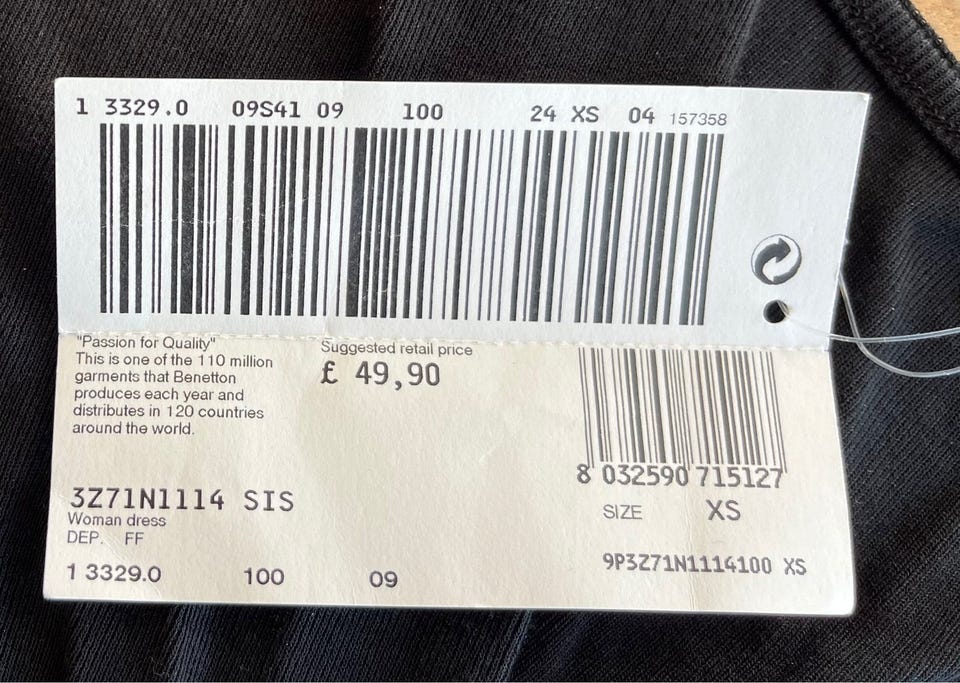 1 3329.0 09S41 09 100 24 XS 04 157358
"Passion for Quality"
This is one of the 110 million
garments that Benetton
produces each year and
distributes in 120 countries
around the world.
Suggested retail price
£ 49,90
8 032590 715127
SIZE XS
3Z71N1114 SIS
Woman dress
DEP. FF
9P3Z71N1114100 XS
1 3329.0 100 09